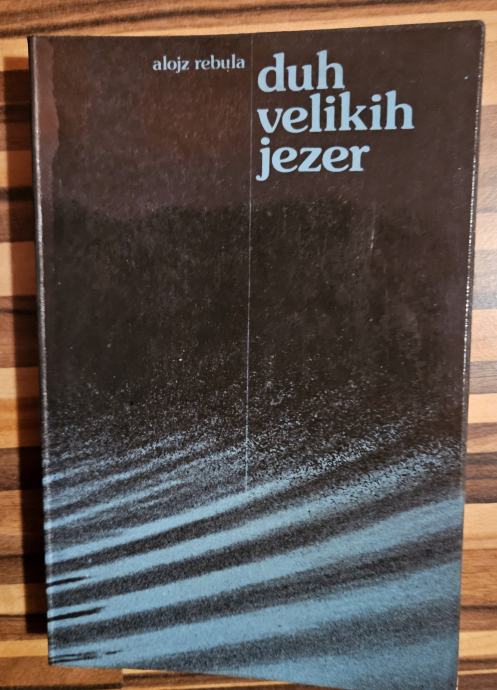 alojz rebula
duh
velikih
jezer